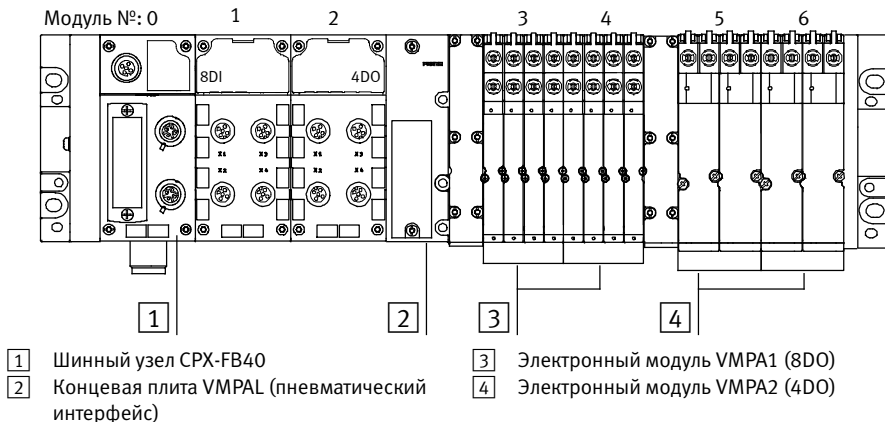 Модуль №: 0 1 2 3 4 5 6
8DI 4DO
X1 X3 X1 X3
X2 X4 X2 X4
1 2 3 4
1 Шинный узел CPX-FB40
2 Концевая плита VMPAL (пневматический
интерфейс)
3 Электронный модуль VMPA1 (8DO)
4 Электронный модуль VMPA2 (4DO)